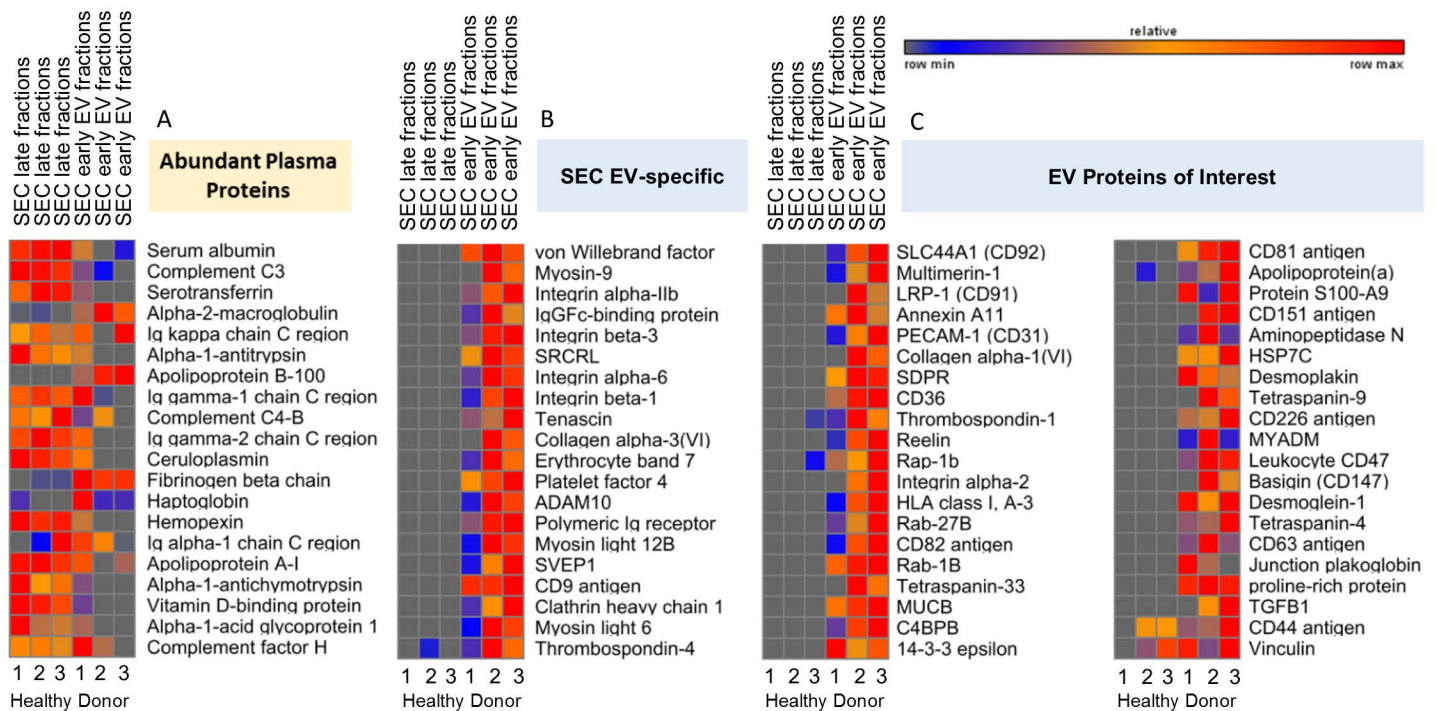 relative
row min
row max
SEC late fractions
SEC late fractions
SEC late fractions
SEC early EV fractions
SEC early EV fractions
SEC early EV fractions
A
Abundant Plasma
Proteins
Serum albumin
Complement C3
Serotransferrin
Alpha-2-macroglobulin
Ig kappa chain C region
Alpha-1-antitrypsin
Apolipoprotein B-100
Ig gamma-1 chain C region
Complement C4-B
Ig gamma-2 chain C region
Ceruloplasmin
Fibrinogen beta chain
Haptoglobin
Hemopexin
Ig alpha-1 chain C region
Apolipoprotein A-I
Alpha-1-antichymotrypsin
Vitamin D-binding protein
Alpha-1-acid glycoprotein 1
Complement factor H
1 2 3 1 2 3
Healthy Donor
SEC late fractions
SEC late fractions
SEC late fractions
SEC early EV fractions
SEC early EV fractions
SEC early EV fractions
B
SEC EV-specific
von Willebrand factor
Myosin-9
Integrin alpha-IIb
IgGFc-binding protein
Integrin beta-3
SRCRL
Integrin alpha-6
Integrin beta-1
Tenascin
Collagen alpha-3(VI)
Erythrocyte band 7
Platelet factor 4
ADAM10
Polymeric Ig receptor
Myosin light 12B
SVEP1
CD9 antigen
Clathrin heavy chain 1
Myosin light 6
Thrombospondin-4
1 2 3 1 2 3
Healthy Donor
SEC late fractions
SEC late fractions
SEC late fractions
SEC early EV fractions
SEC early EV fractions
SEC early EV fractions
C
EV Proteins of Interest
SLC44A1 (CD92)
Multimerin-1
LRP-1 (CD91)
Annexin A11
PECAM-1 (CD31)
Collagen alpha-1(VI)
SDPR
CD36
Thrombospondin-1
Reelin
Rap-1b
Integrin alpha-2
HLA class I, A-3
Rab-27B
CD82 antigen
Rab-1B
Tetraspanin-33
MUCB
C4BPB
14-3-3 epsilon
1 2 3 1 2 3
Healthy Donor
CD81 antigen
Apolipoprotein(a)
Protein S100-A9
CD151 antigen
Aminopeptidase N
HSP7C
Desmoplakin
Tetraspanin-9
CD226 antigen
MYADM
Leukocyte CD47
Basigin (CD147)
Desmoglein-1
Tetraspanin-4
CD63 antigen
Junction plakoglobin
proline-rich protein
TGFB1
CD44 antigen
Vinculin
1 2 3 1 2 3
Healthy Donor